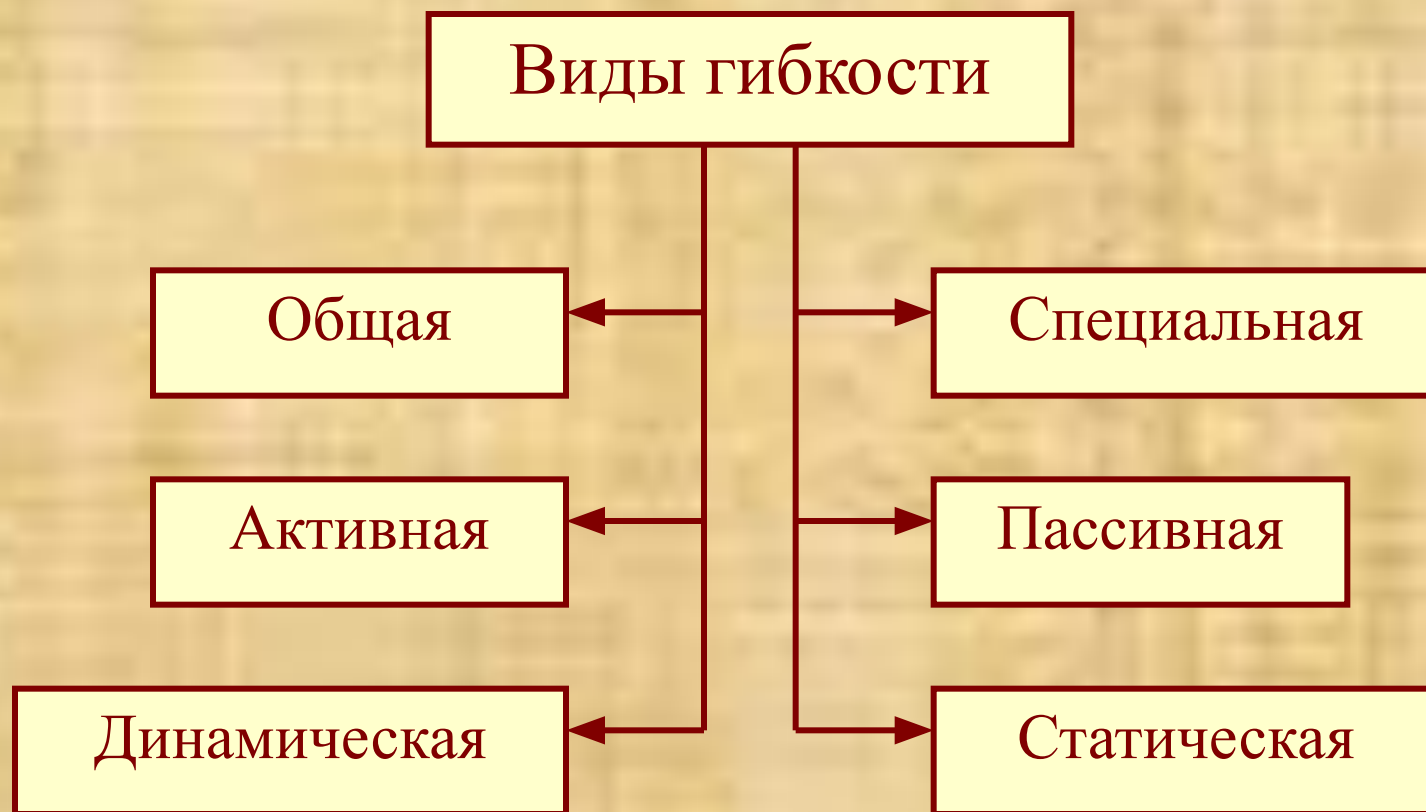 Виды гибкости
Общая
Специальная
Активная
Пассивная
Динамическая
Статическая